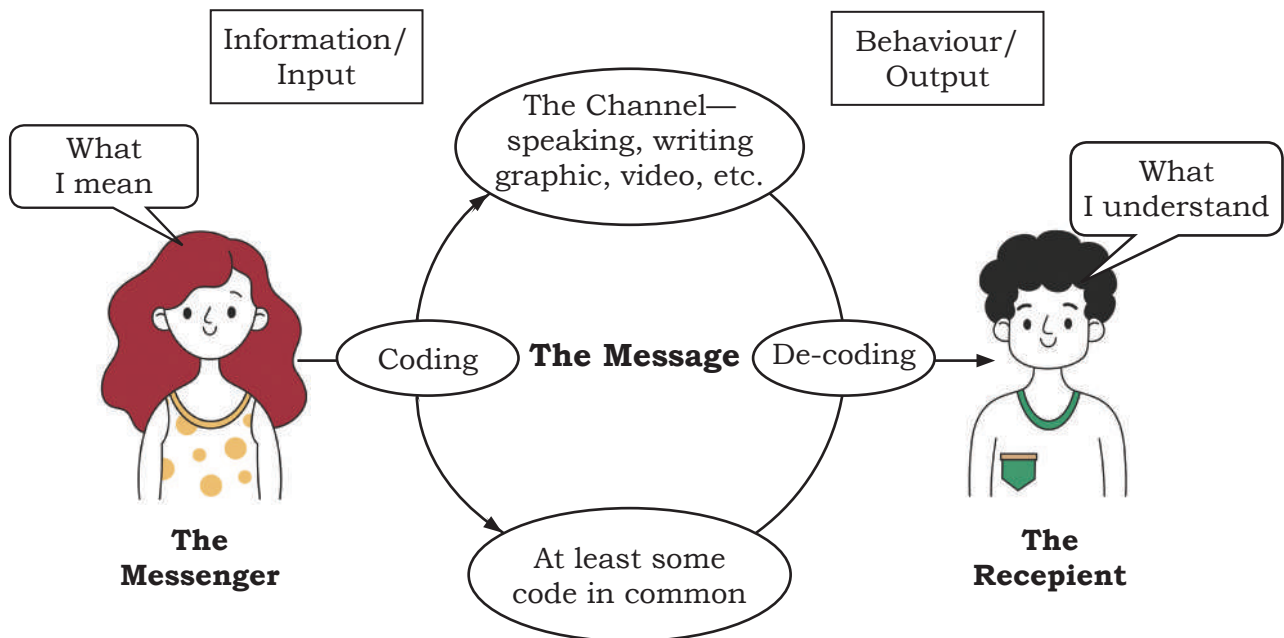 Information/
Input
Behaviour/
Output
The Channel—
speaking, writing
graphic, video, etc.
What
I mean
What
I understand
Coding
The Message
De-coding
The
Messenger
At least some
code in common
The
Recepient